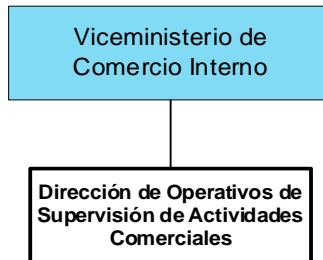 Viceministerio de
Comercio Interno
Dirección de Operativos de
Supervisión de Actividades
Comerciales